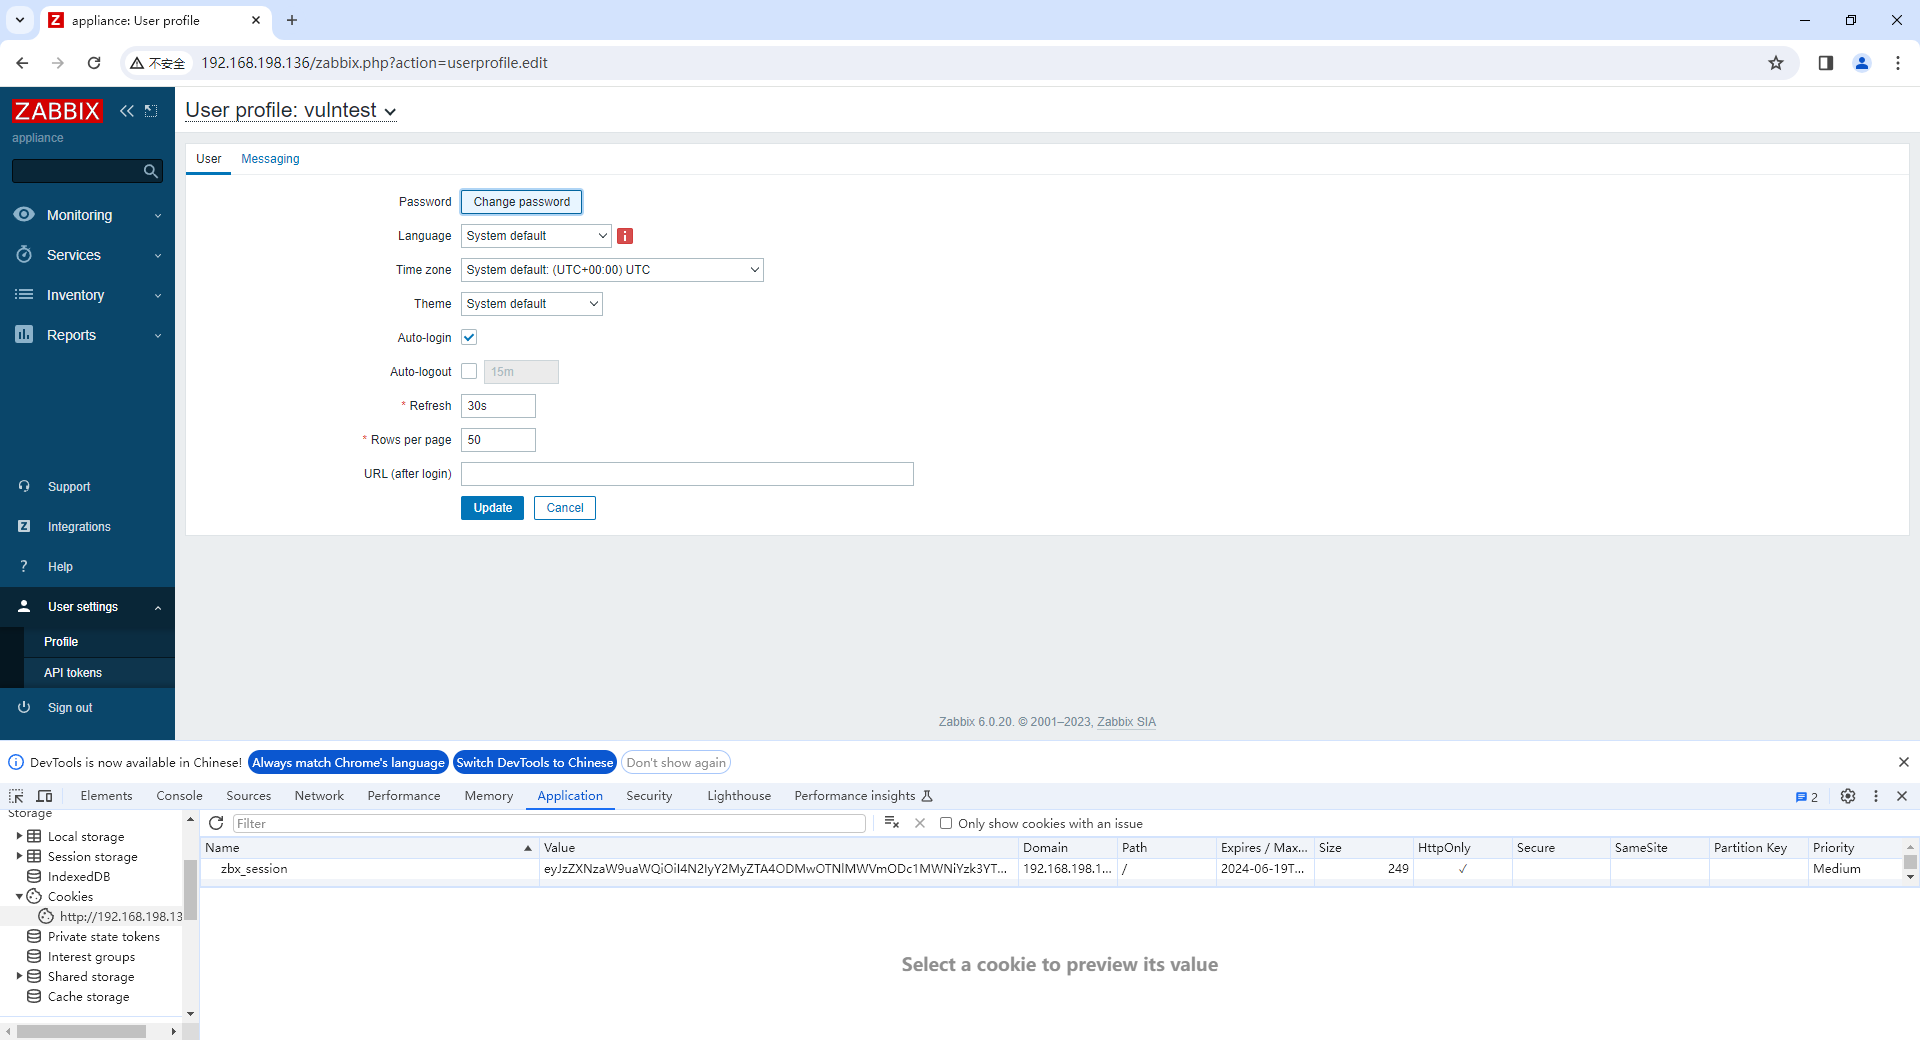 appliance: User profile
不安全
192.168.198.136/zabbix.php?action=userprofile.edit
ZABBIX
appliance
Monitoring
Services
Inventory
Reports
Support
Integrations
Help
User settings
Profile
API tokens
Sign out
User profile: vulntest
User Messaging
Password Change password
Language System default
Time zone System default: (UTC+00:00) UTC
Theme System default
Auto-login
Auto-logout 15m
* Refresh 30s
* Rows per page 50
URL (after login)
Update Cancel
Zabbix 6.0.20. © 2001–2023, Zabbix SIA
DevTools is now available in Chinese! Always match Chrome's language Switch DevTools to Chinese Don't show again
Elements Console Sources Network Performance Memory Application Security Lighthouse Performance insights 2
Storage
Local storage
Session storage
IndexedDB
Cookies
http://192.168.198.13
Private state tokens
Interest groups
Shared storage
Cache storage
Filter Only show cookies with an issue
Name Value Domain Path Expires / Max... Size HttpOnly Secure SameSite Partition Key Priority
zbx_session eyJzZXNzaW9uaWQiOiI4N2IyY2MyZTA4ODMwOTNlMWVmODc1MWNiYzk3YT... 192.168.198.1... / 2024-06-19T... 249 ✓ Medium
Select a cookie to preview its value